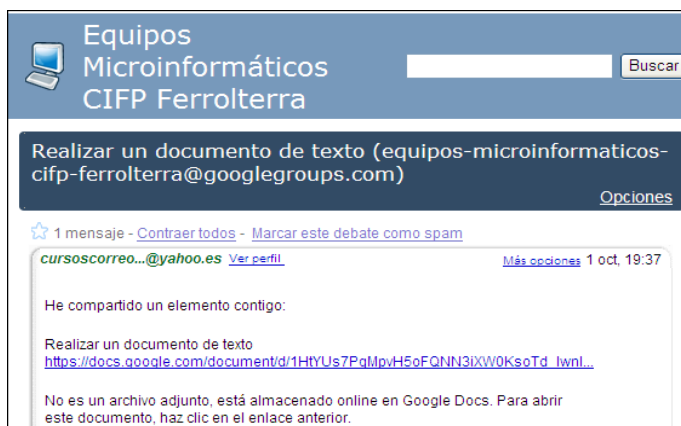 Equipos
Microinformáticos
CIFP Ferrolterra
Buscar
Realizar un documento de texto (equipos-microinformaticos-
cifp-ferrolterra@googlegroups.com)
Opciones
1 mensaje - Contraer todos - Marcar este debate como spam
cursoscorreo...@yahoo.es Ver perfil Más opciones 1 oct, 19:37
He compartido un elemento contigo:
Realizar un documento de texto
https://docs.google.com/document/d/1HtYUs7PqMpvH5oFQNN3iXW0KsoTd_IwnI...
No es un archivo adjunto, está almacenado online en Google Docs. Para abrir
este documento, haz clic en el enlace anterior.